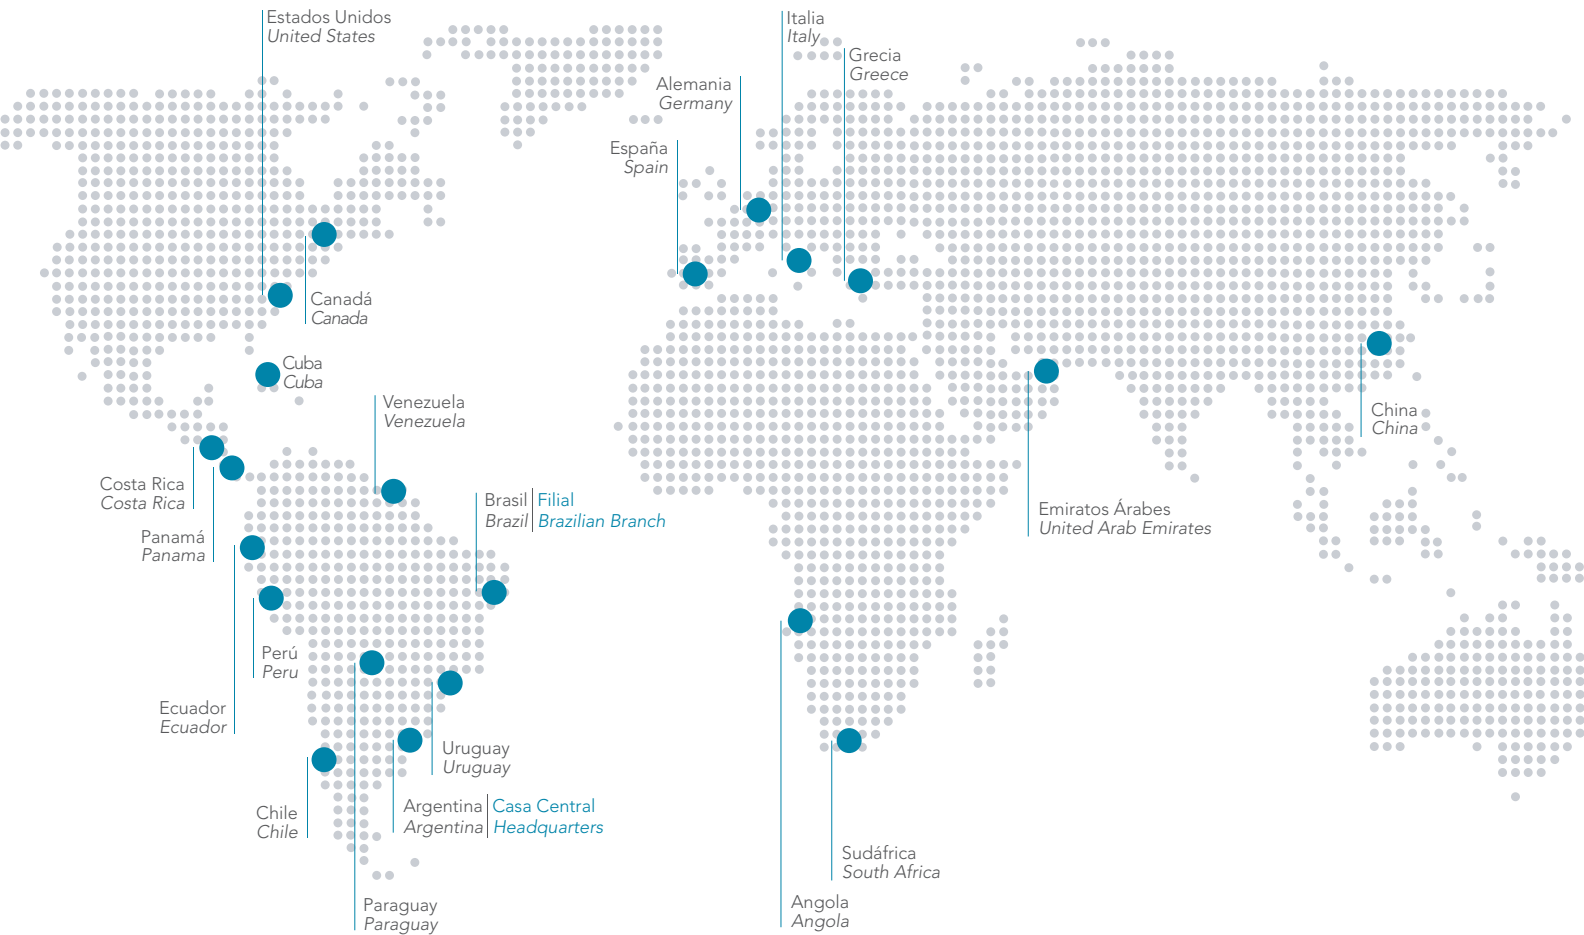 Estados Unidos
United States
Italia
Italy
Grecia
Greece
Alemania
Germany
España
Spain
Canadá
Canada
Cuba
Cuba
Venezuela
Venezuela
China
China
Costa Rica
Costa Rica
Brasil Filial
Brazil Brazilian Branch
Emiratos Árabes
United Arab Emirates
Panamá
Panama
Perú
Peru
Ecuador
Ecuador
Uruguay
Uruguay
Argentina Casa Central
Argentina Headquarters
Chile
Chile
Sudáfrica
South Africa
Angola
Angola
Paraguay
Paraguay